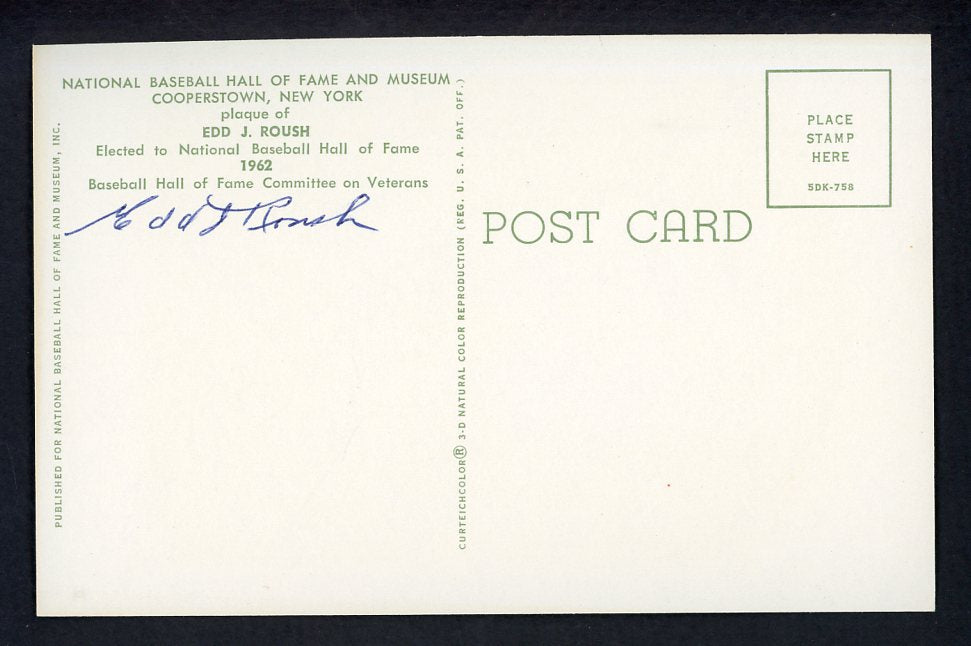 NATIONAL BASEBALL HALL OF FAME AND MUSEUM
COOPERSTOWN, NEW YORK
plaque of
EDD J. ROUSH
Elected to National Baseball Hall of Fame
1962
Baseball Hall of Fame Committee on Veterans
Edd J Roush
PUBLISHED FOR NATIONAL BASEBALL HALL OF FAME AND MUSEUM, INC.
CURTEICHCOLOR® 3-D NATURAL COLOR REPRODUCTION (REG. U. S. A. PAT. OFF.)
POST CARD
PLACE
STAMP
HERE
5DK-758